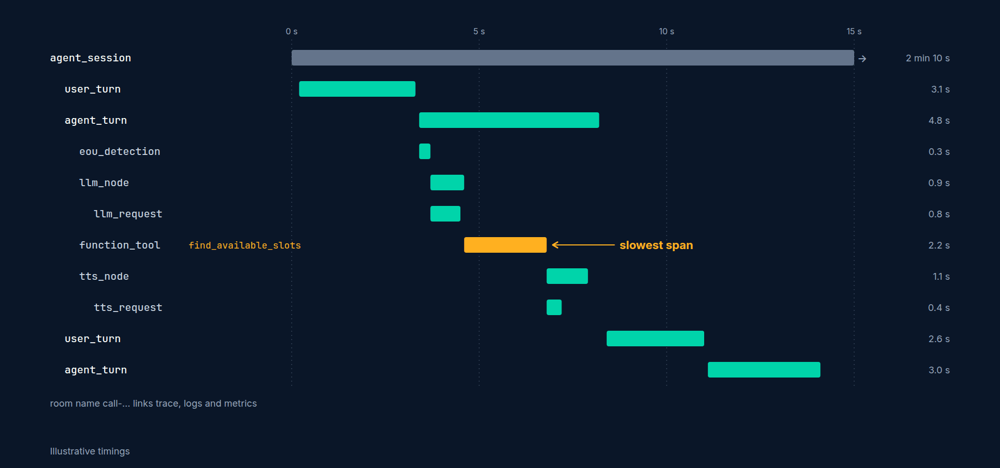 0 s 5 s 10 s 15 s
agent_session → 2 min 10 s
user_turn 3.1 s
agent_turn 4.8 s
eou_detection 0.3 s
llm_node 0.9 s
llm_request 0.8 s
function_tool find_available_slots slowest span 2.2 s
tts_node 1.1 s
tts_request 0.4 s
user_turn 2.6 s
agent_turn 3.0 s
room name call-... links trace, logs and metrics
Illustrative timings